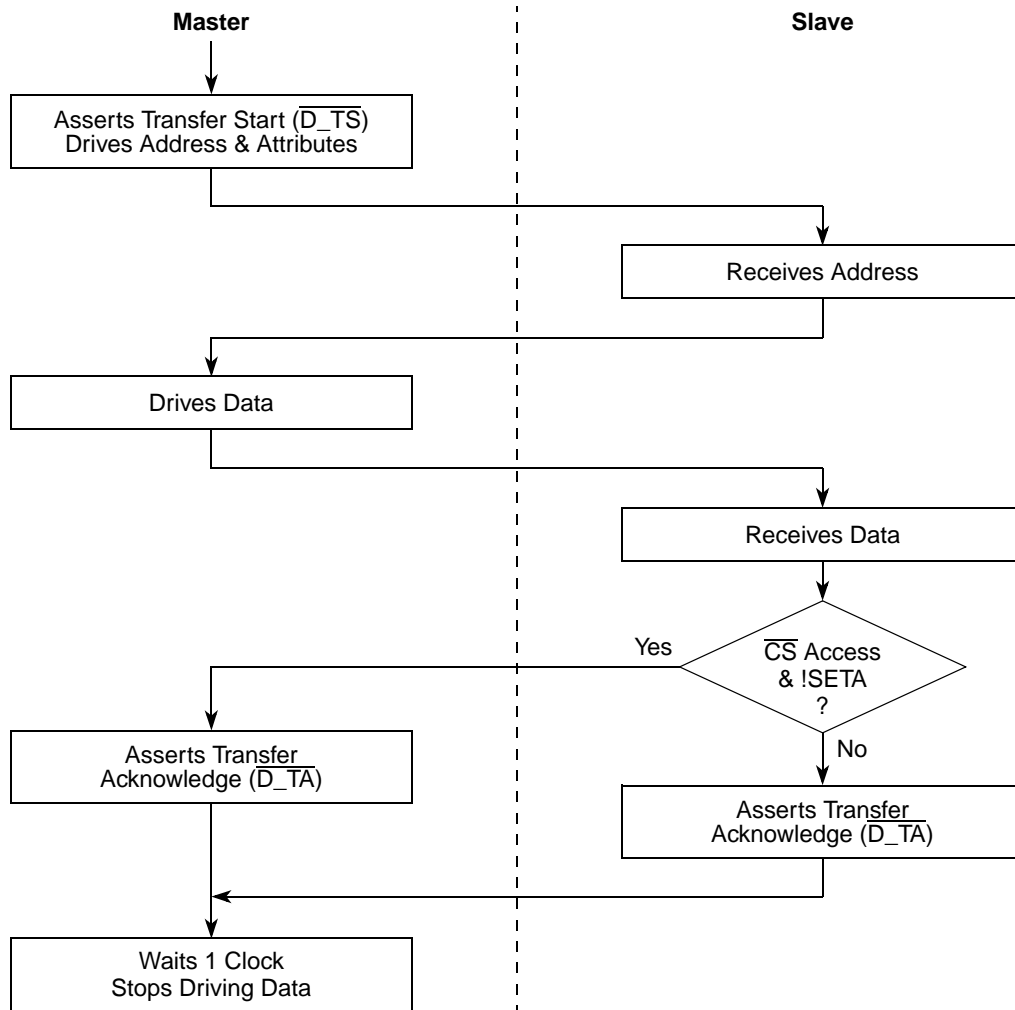 Master
Slave
Asserts Transfer Start (D_TS)
Drives Address & Attributes
Receives Address
Drives Data
Receives Data
Yes
CS Access
& !SETA
?
No
Asserts Transfer
Acknowledge (D_TA)
Asserts Transfer
Acknowledge (D_TA)
Waits 1 Clock
Stops Driving Data